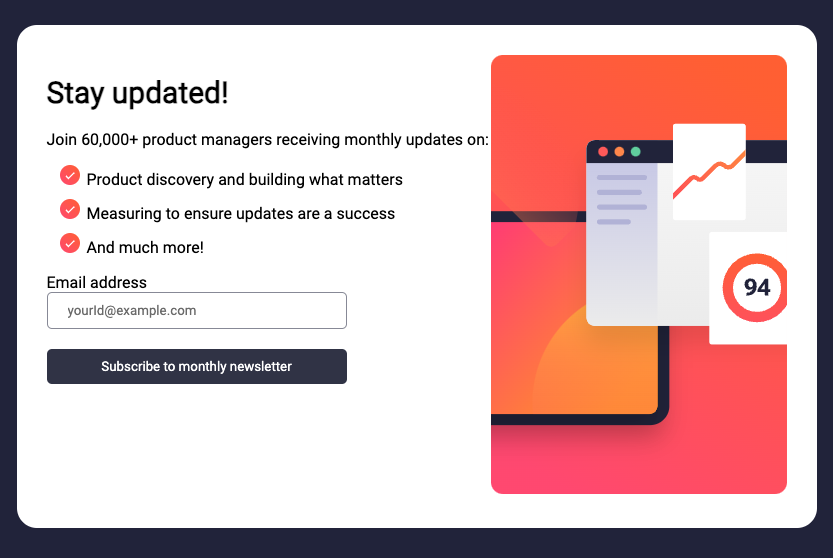 Stay updated!
Join 60,000+ product managers receiving monthly updates on:
Product discovery and building what matters
Measuring to ensure updates are a success
And much more!
Email address
yourId@example.com
Subscribe to monthly newsletter
94